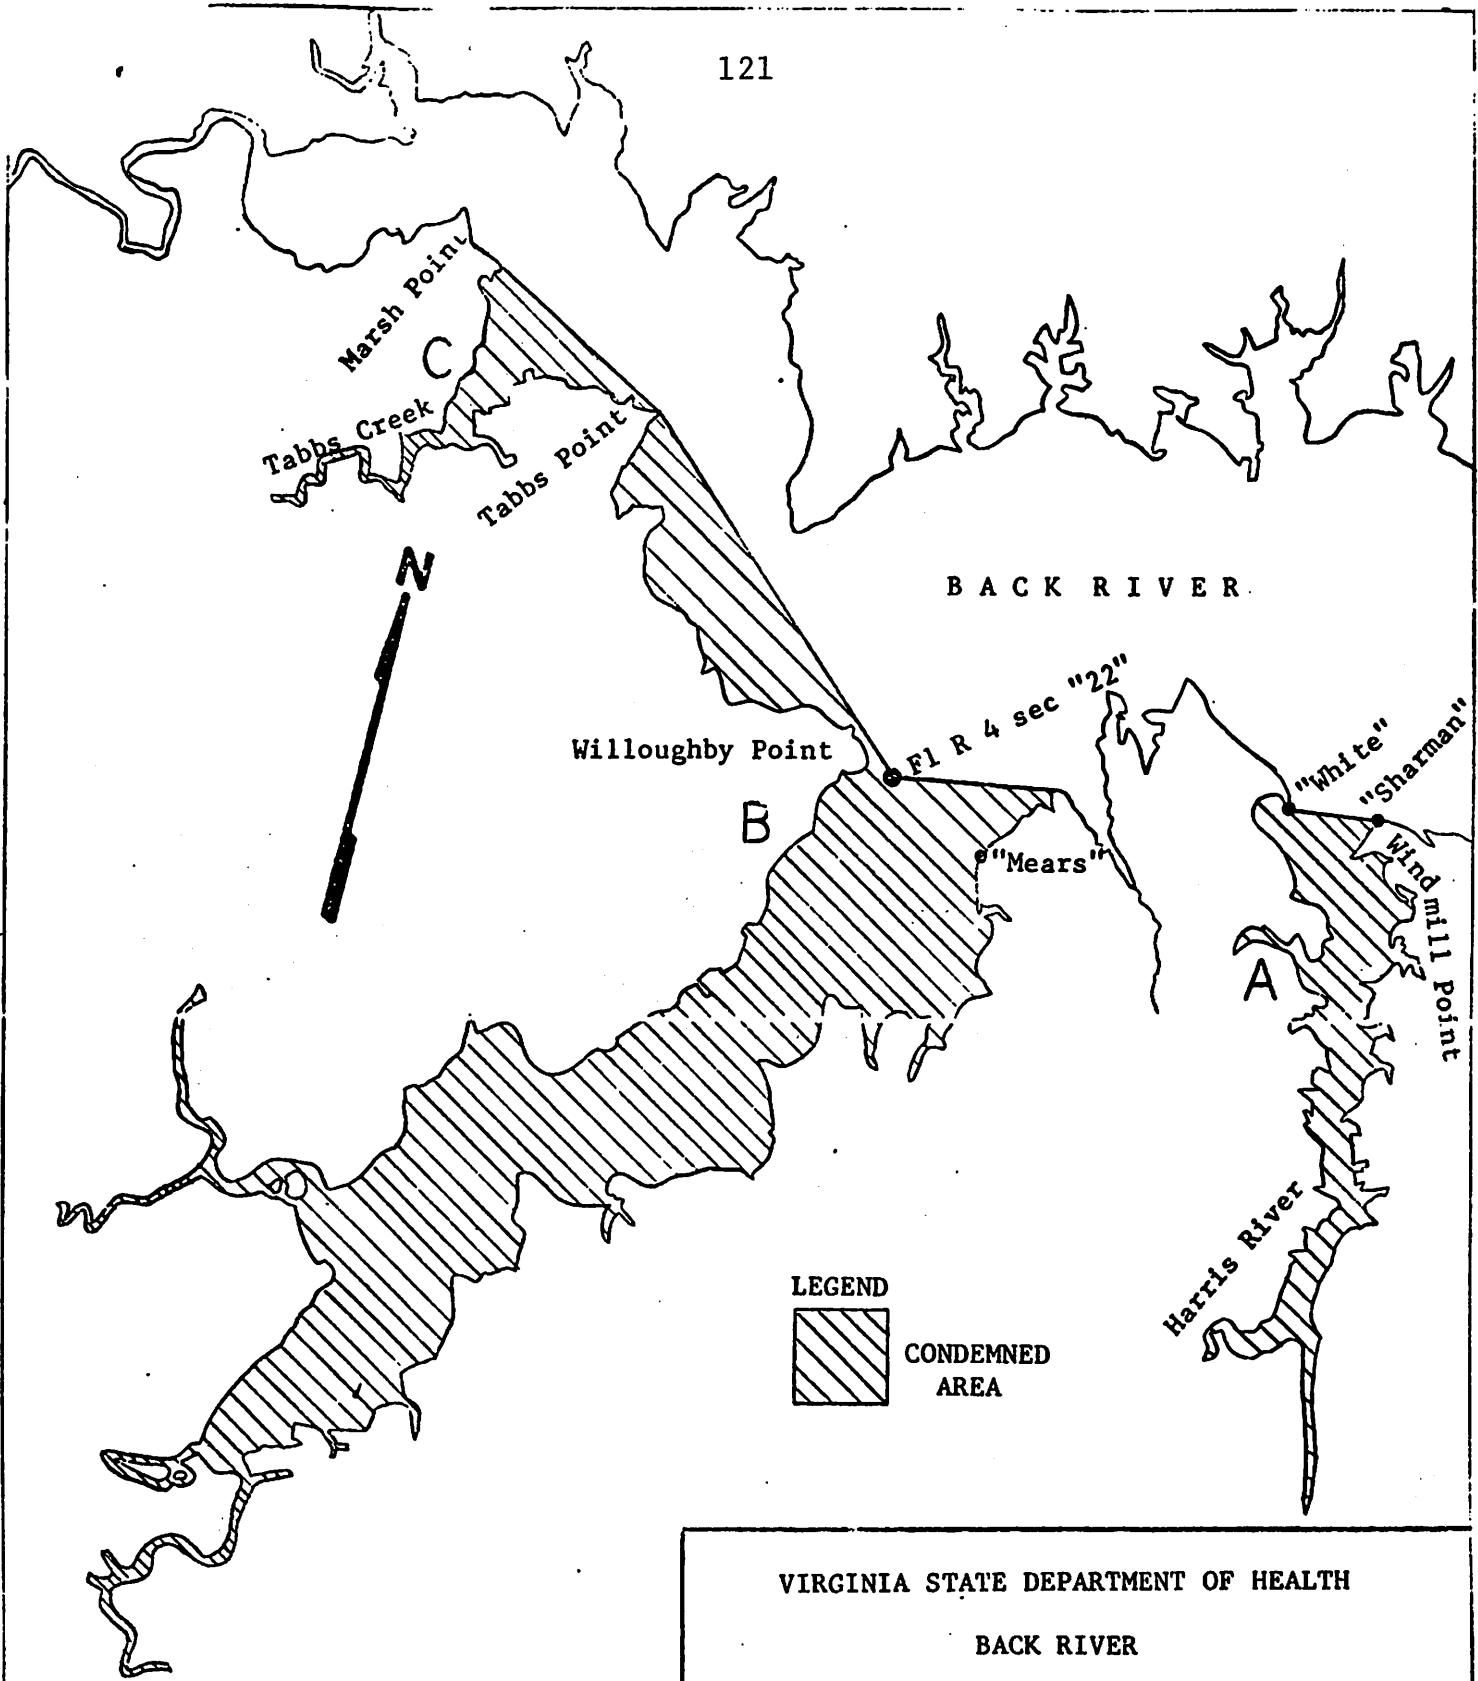 121
Marsh Point
C
Tabbs Creek
Tabbs Point
N
BACK RIVER
Fl R 4 sec "22"
Willoughby Point
"White"
"Sharman"
B
"Mears"
Windmill Point
A
Harris River
LEGEND
CONDEMNED
AREA
VIRGINIA STATE DEPARTMENT OF HEALTH
BACK RIVER